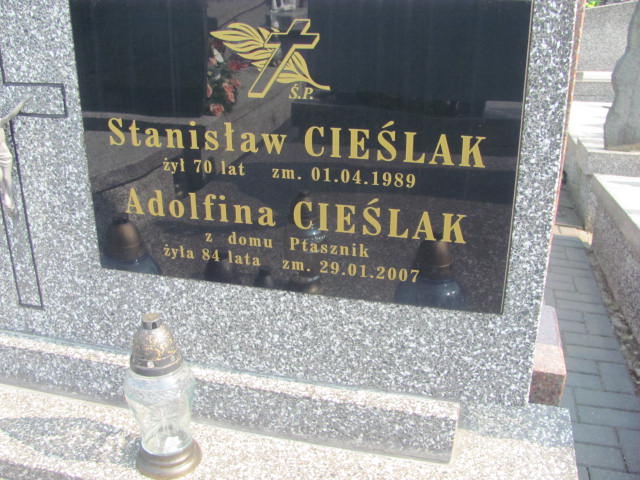 Ś.P.
Stanisław CIEŚLAK
żył 70 lat zm. 01.04.1989
Adolfina CIEŚLAK
z domu Ptasznik
żyła 84 lata zm. 29.01.2007